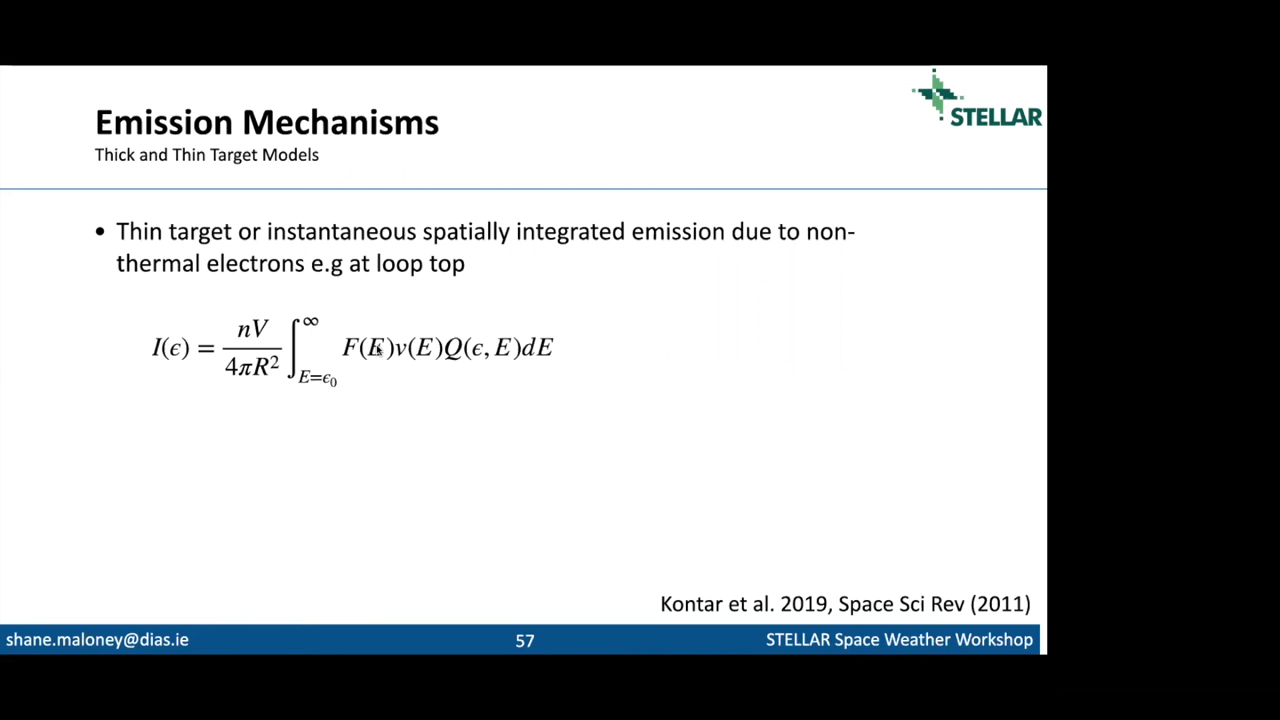 STELLAR
Emission Mechanisms
Thick and Thin Target Models
• Thin target or instantaneous spatially integrated emission due to non-
thermal electrons e.g at loop top
I(ϵ) = nV / 4πR² ∫_{E=ϵ₀}^{∞} F(E)v(E)Q(ϵ, E)dE
Kontar et al. 2019, Space Sci Rev (2011)
shane.maloney@dias.ie
57
STELLAR Space Weather Workshop